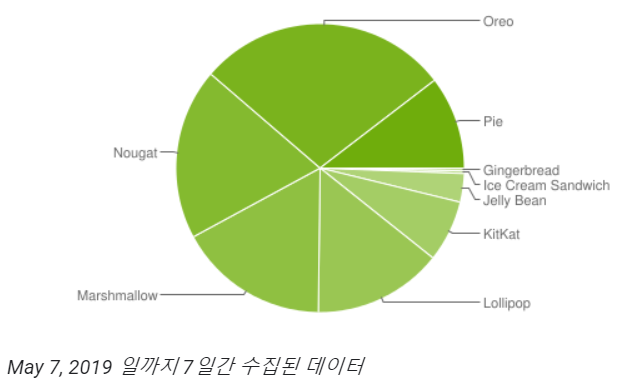 Oreo
Pie
Nougat
Gingerbread
Ice Cream Sandwich
Jelly Bean
KitKat
Marshmallow
Lollipop
May 7, 2019 일까지 7 일간 수집된 데이터